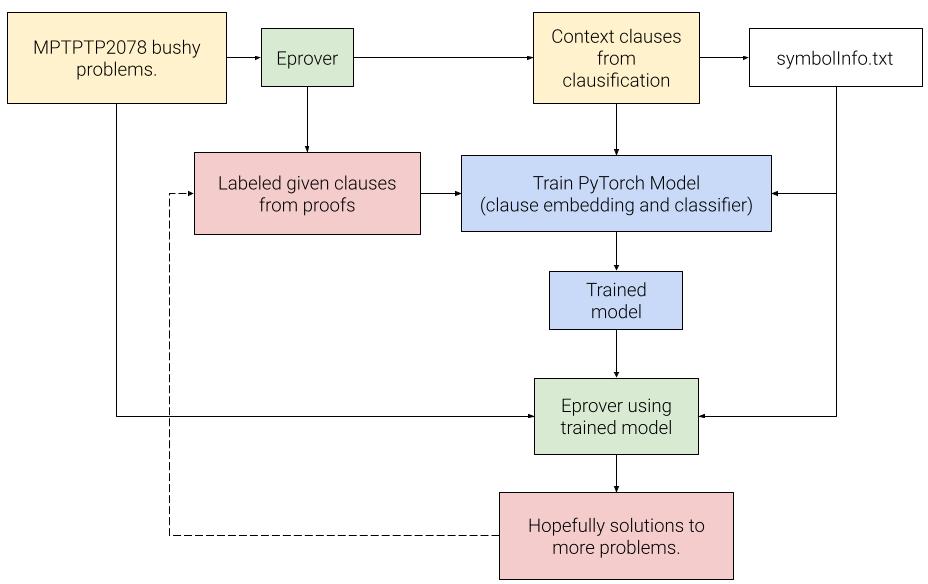 MPTPTP2078 bushy
problems.
Eprover
Context clauses
from
clausification
symbolInfo.txt
Labeled given clauses
from proofs
Train PyTorch Model
(clause embedding and classifier)
Trained
model
Eprover using
trained model
Hopefully solutions to
more problems.